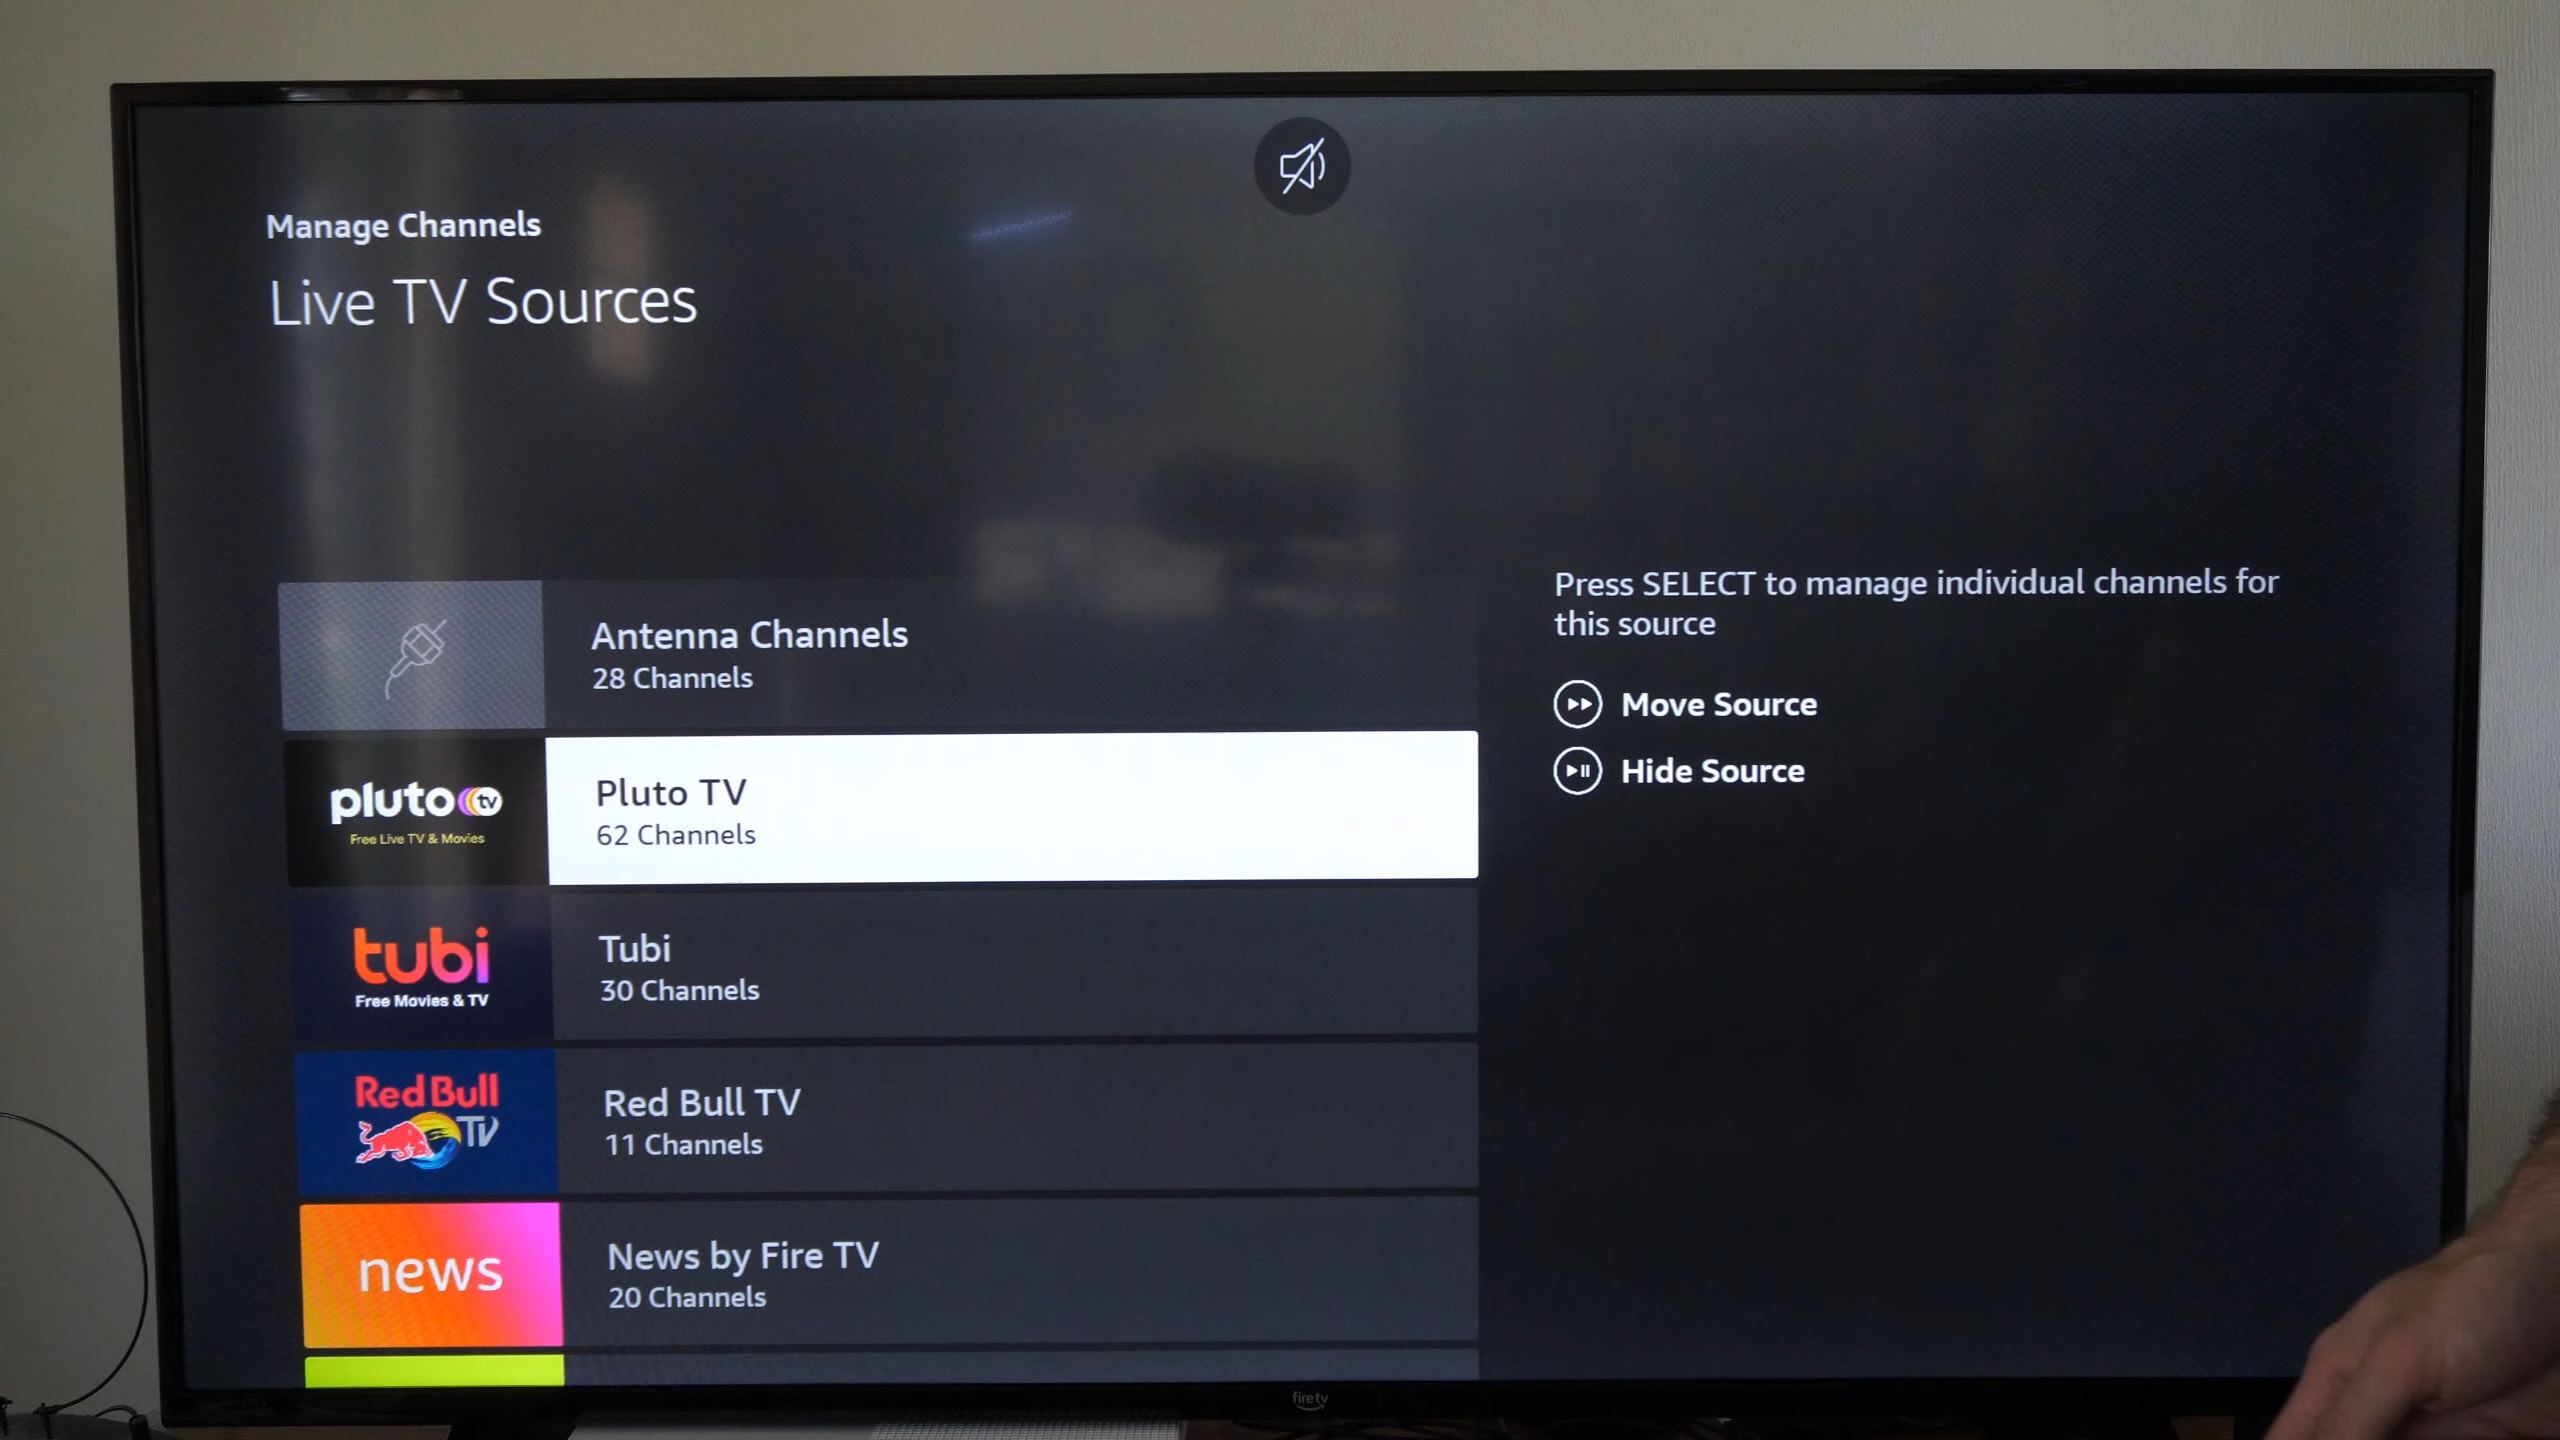 Manage Channels
Live TV Sources
Antenna Channels
28 Channels
pluto tv
Free Live TV & Movies
Pluto TV
62 Channels
tubi
Free Movies & TV
Tubi
30 Channels
Red Bull
TV
Red Bull TV
11 Channels
news
News by Fire TV
20 Channels
Press SELECT to manage individual channels for
this source
Move Source
Hide Source
fire tv